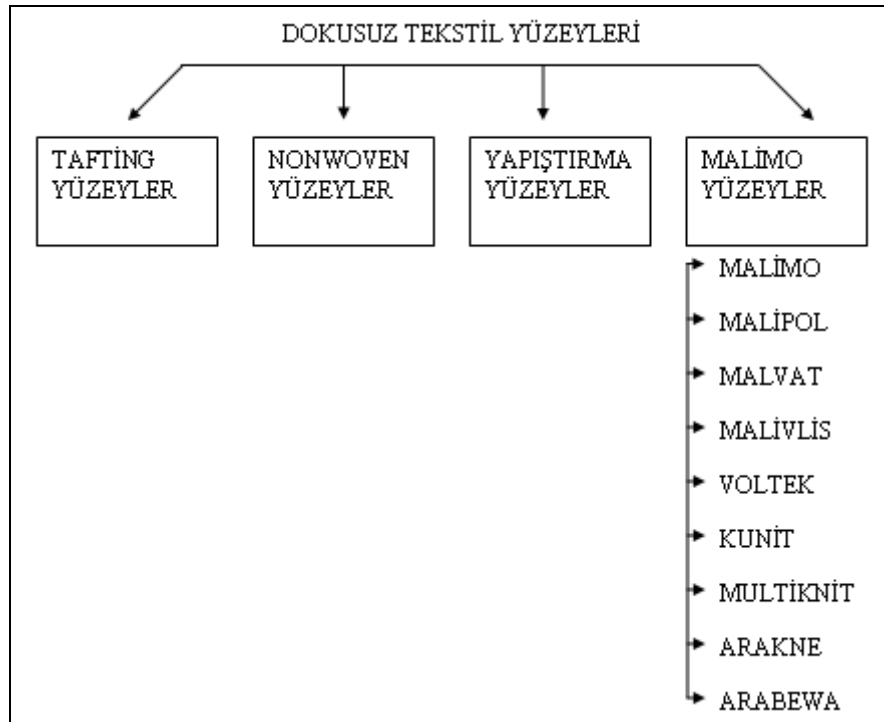 DOKUSUZ TEKSTİL YÜZEYLERİ
TAFTİNG
YÜZEYLER
NONWOVEN
YÜZEYLER
YAPIŞTIRMA
YÜZEYLER
MALİMO
YÜZEYLER
MALİMO
MALİPOL
MALVAT
MALİVLİS
VOLTEK
KUNİT
MULTİKNİT
ARAKNE
ARABEWA